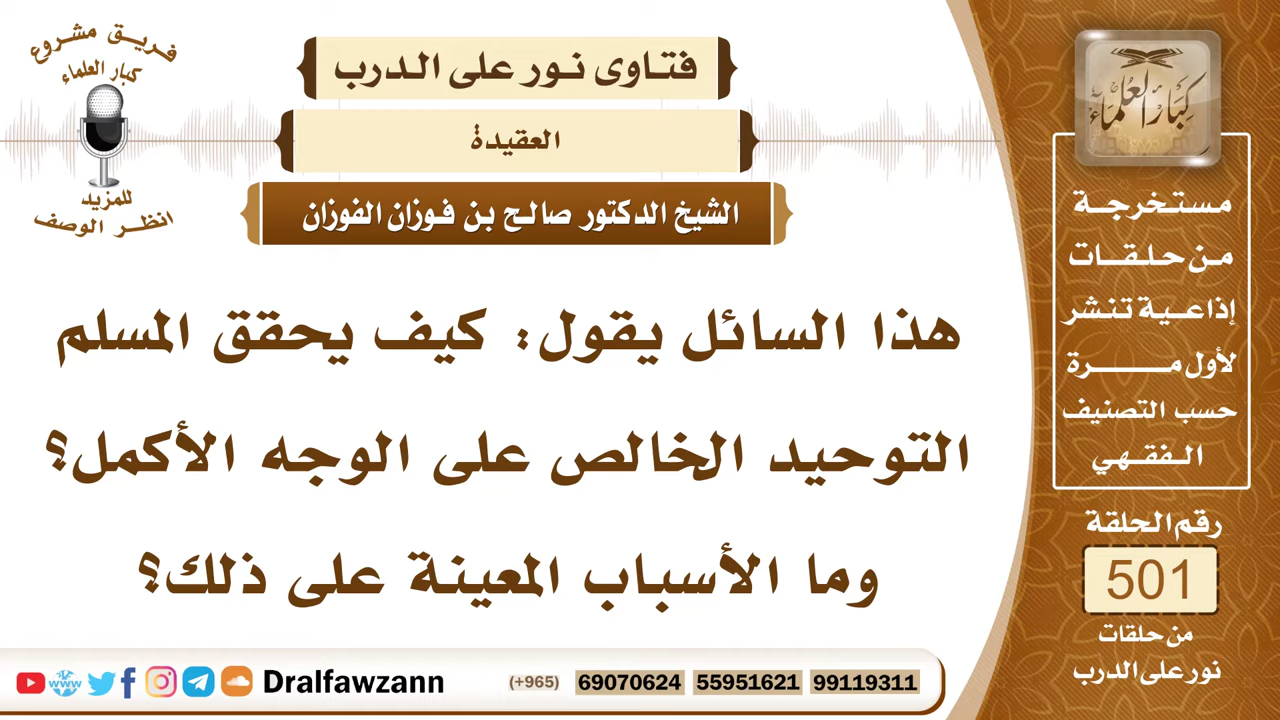 فتاوى نور على الدرب
العقيدة
الشيخ الدكتور صالح بن فوزان الفوزان
هذا السائل يقول: كيف يحقق المسلم
التوحيد الخالص على الوجه الأكمل؟
وما الأسباب المعينة على ذلك؟
كبار العلماء
مستخرجة
من حلقات
إذاعية تنشر
لأول مرة
حسب التصنيف
الفقهي
رقم الحلقة
501
من حلقات
نور على الدرب
فريق مشروع
كبار العلماء
للمزيد
انظر الوصف
www
Dralfawzann (+965) 69070624 55951621 99119311